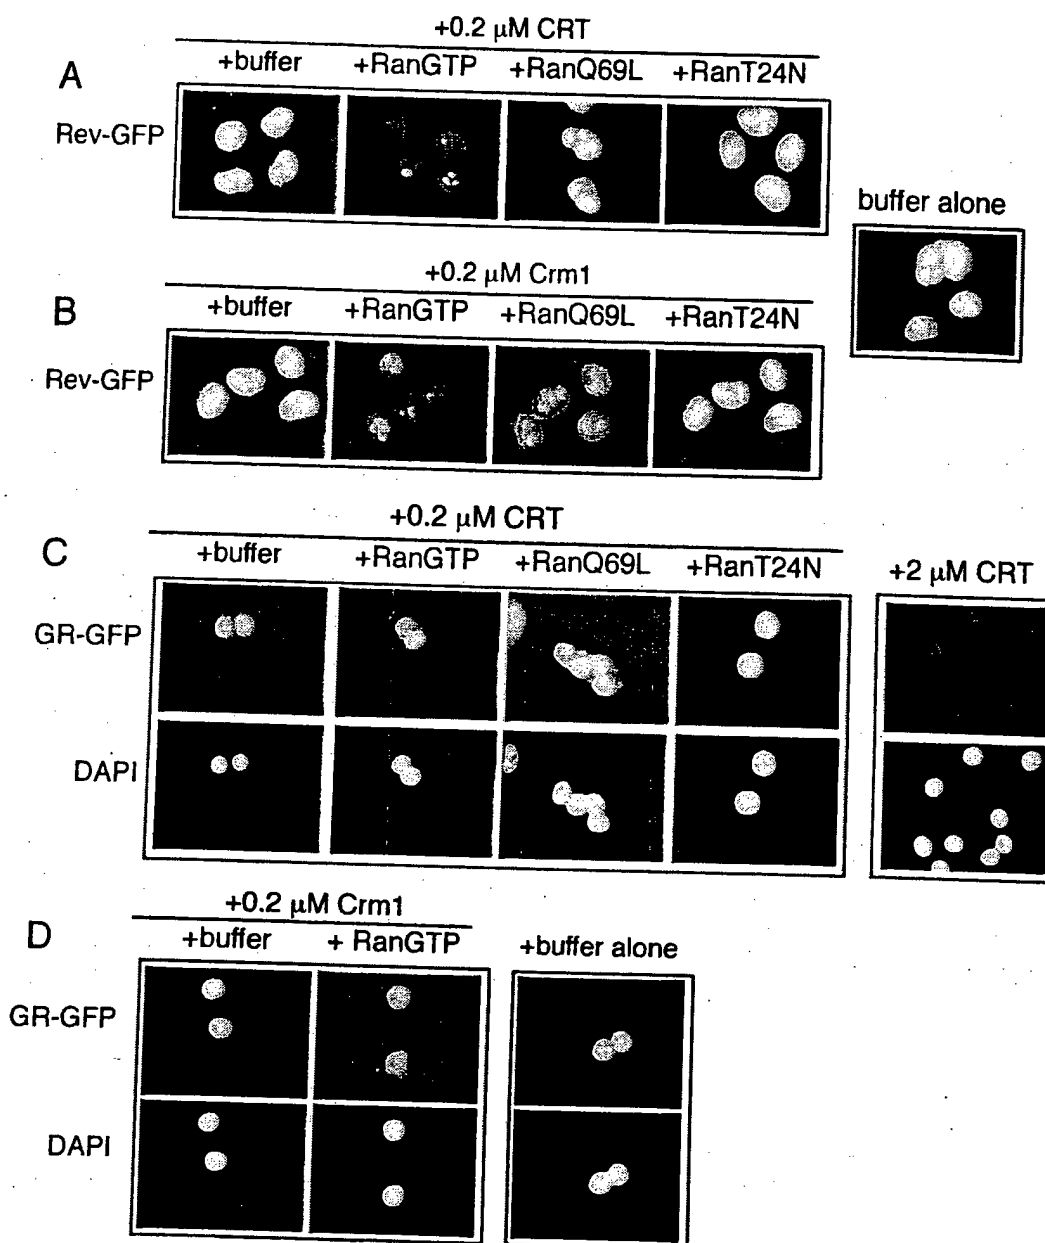 +0.2 μM CRT
A
+buffer +RanGTP +RanQ69L +RanT24N
Rev-GFP
buffer alone
+0.2 μM Crm1
B
+buffer +RanGTP +RanQ69L +RanT24N
Rev-GFP
+0.2 μM CRT
C
+buffer +RanGTP +RanQ69L +RanT24N
+2 μM CRT
GR-GFP
DAPI
+0.2 μM Crm1
D
+buffer + RanGTP
+buffer alone
GR-GFP
DAPI